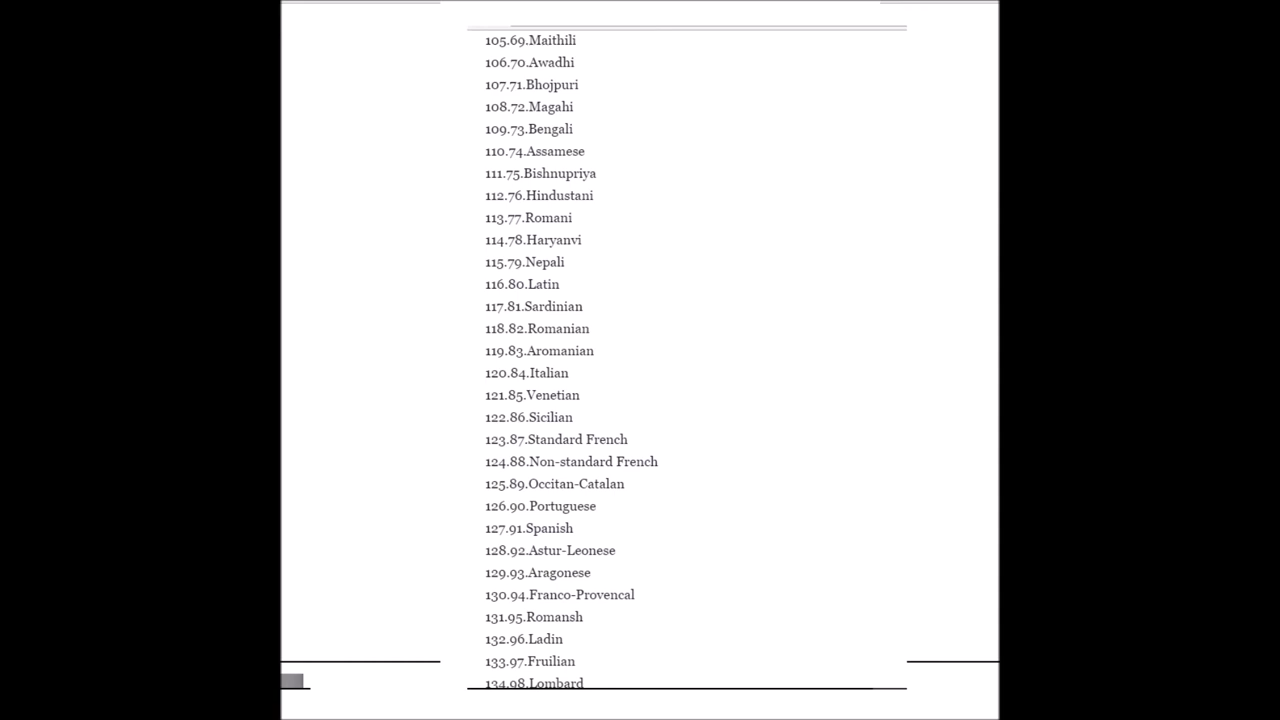 105.69.Maithili
106.70.Awadhi
107.71.Bhojpuri
108.72.Magahi
109.73.Bengali
110.74.Assamese
111.75.Bishnupriya
112.76.Hindustani
113.77.Romani
114.78.Haryanvi
115.79.Nepali
116.80.Latin
117.81.Sardinian
118.82.Romanian
119.83.Aromanian
120.84.Italian
121.85.Venetian
122.86.Sicilian
123.87.Standard French
124.88.Non-standard French
125.89.Occitan-Catalan
126.90.Portuguese
127.91.Spanish
128.92.Astur-Leonese
129.93.Aragonese
130.94.Franco-Provencal
131.95.Romansh
132.96.Ladin
133.97.Fruilian
134.98.Lombard